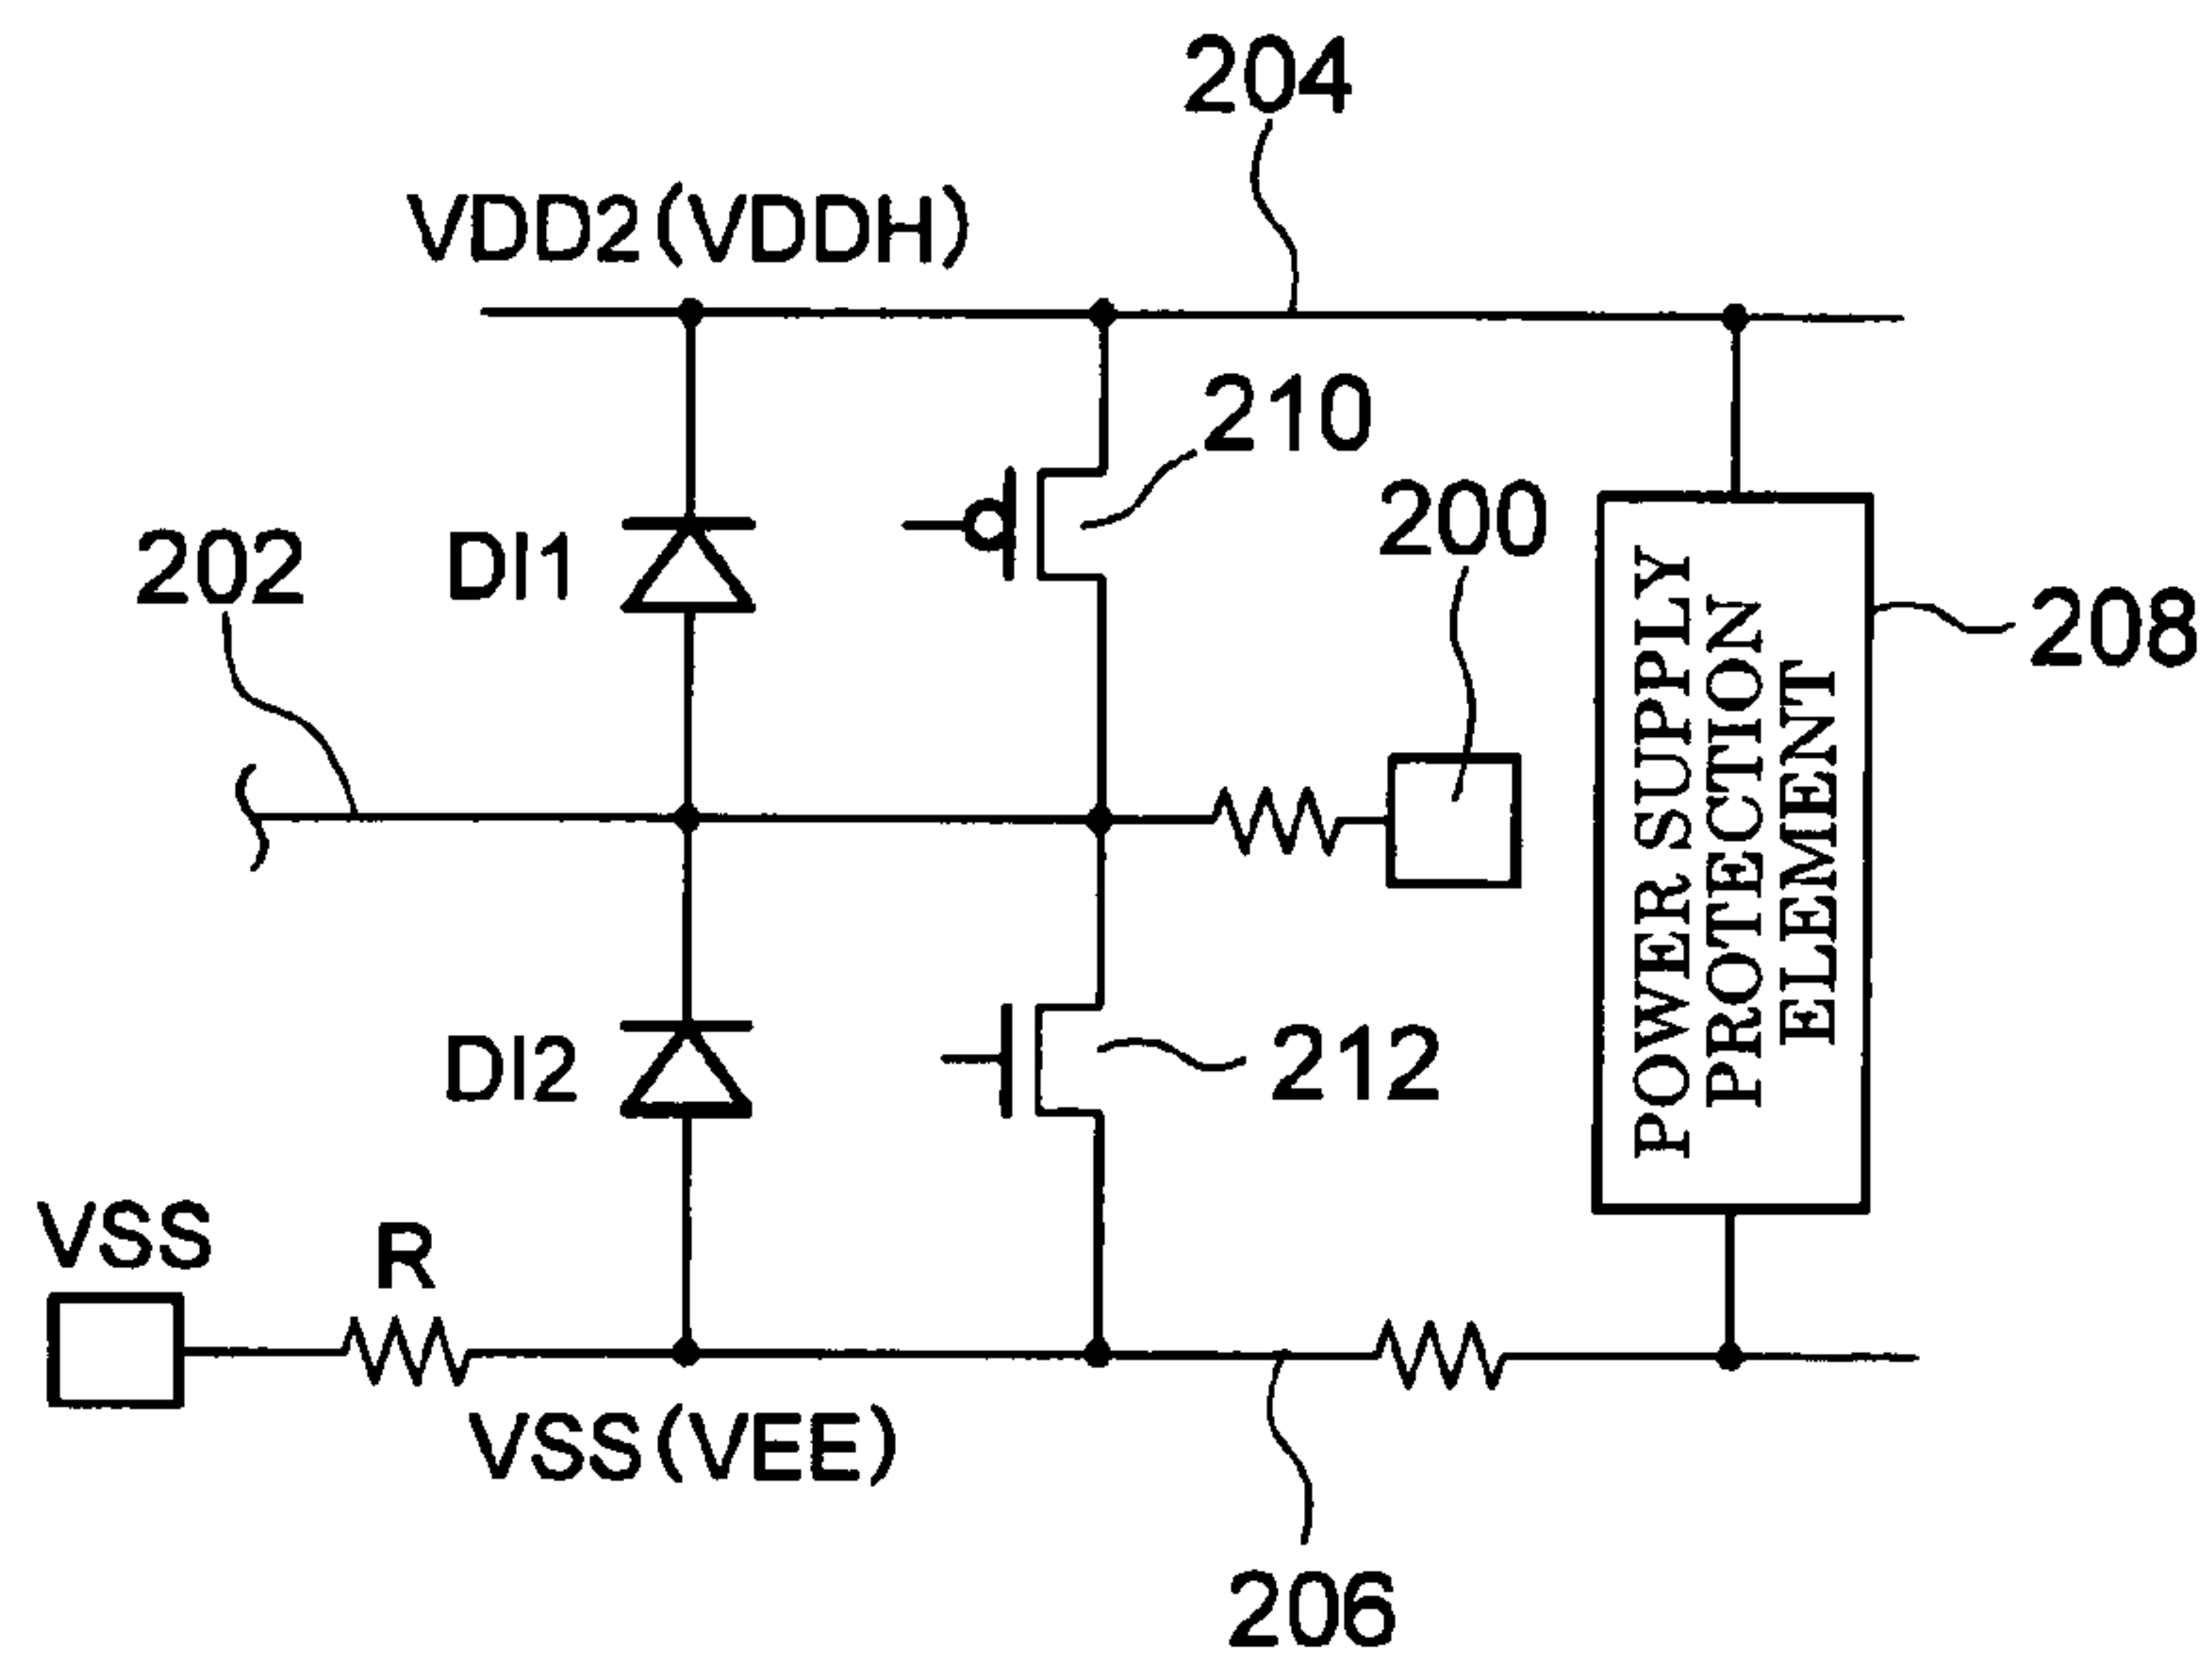 204
VDD2(VDDH)
210
200
202
DI1
208
POWER SUPPLY
PROTECTION
ELEMENT
DI2
212
VSS
R
VSS(VEE)
206